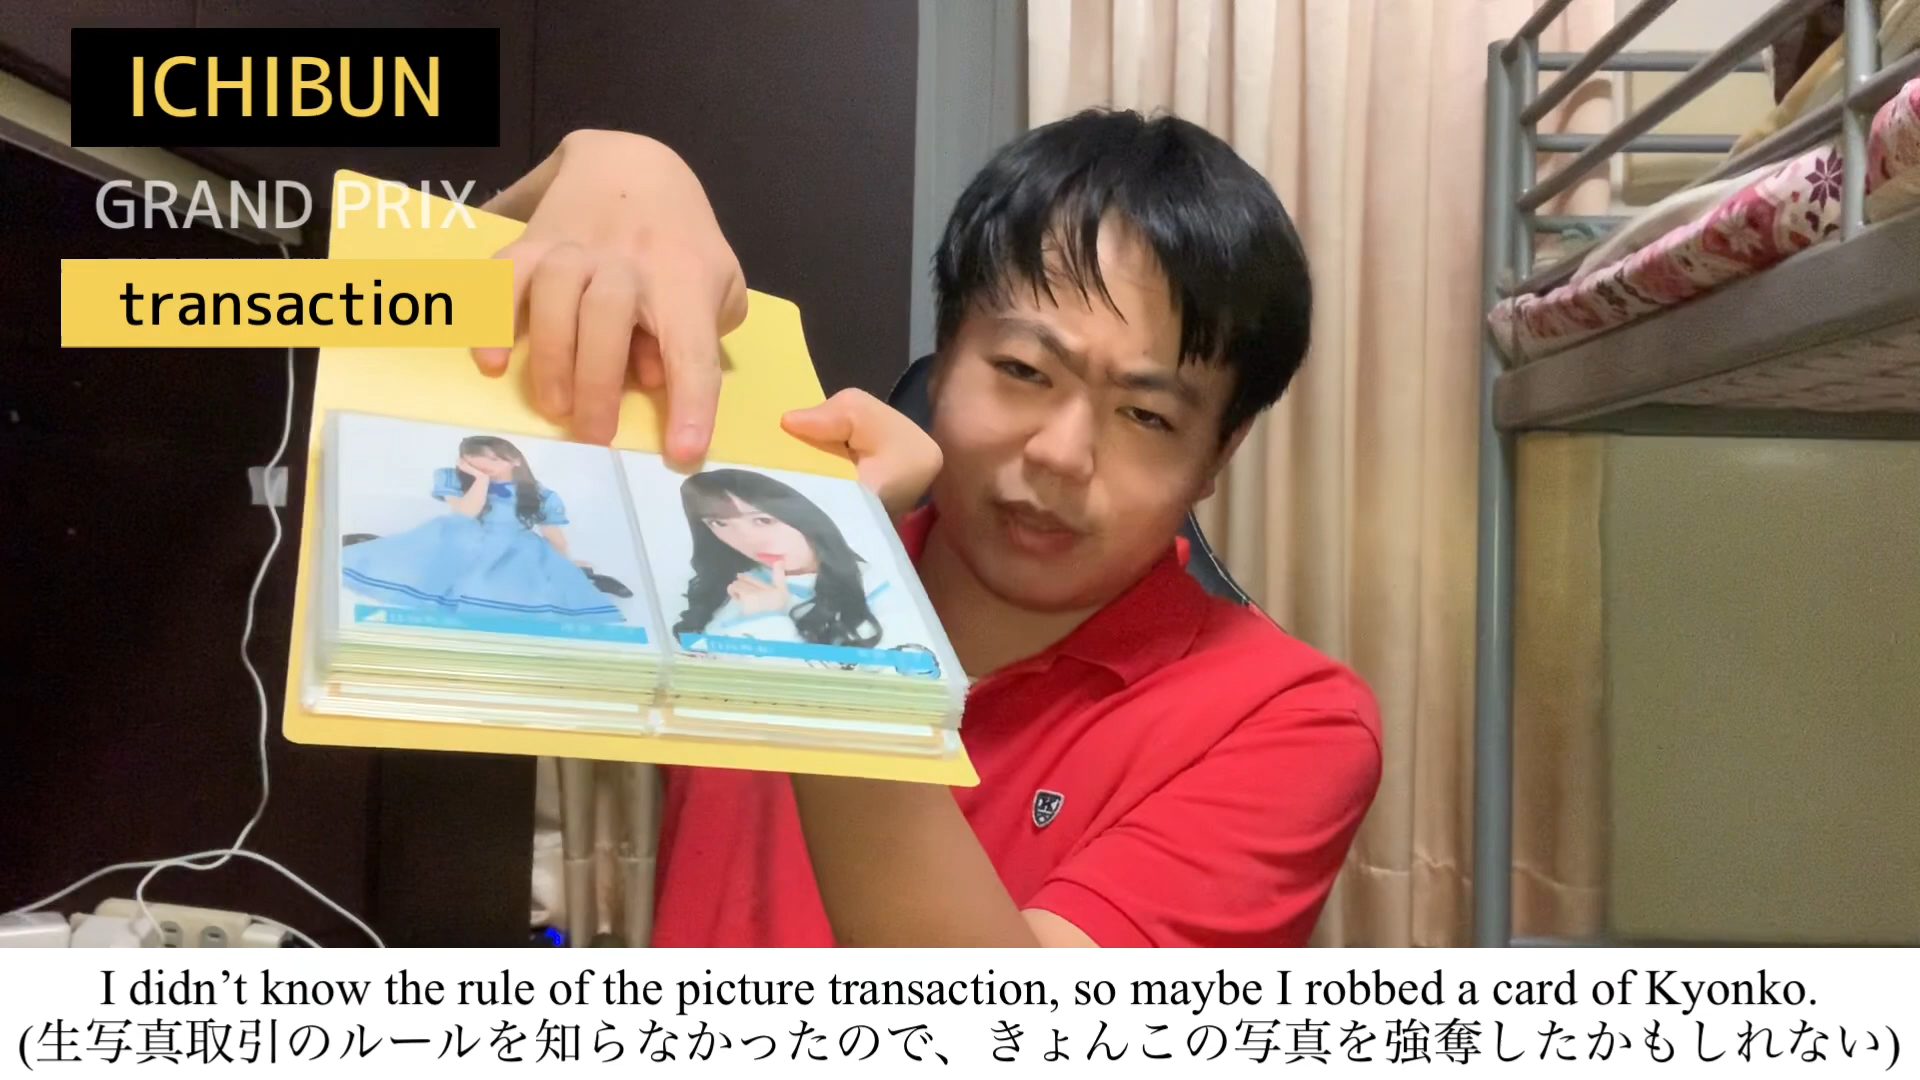 ICHIBUN
GRAND PRIX
transaction
I didn’t know the rule of the picture transaction, so maybe I robbed a card of Kyonko.
(生写真取引のルールを知らなかったので、きょんこの写真を強奪したかもしれない)